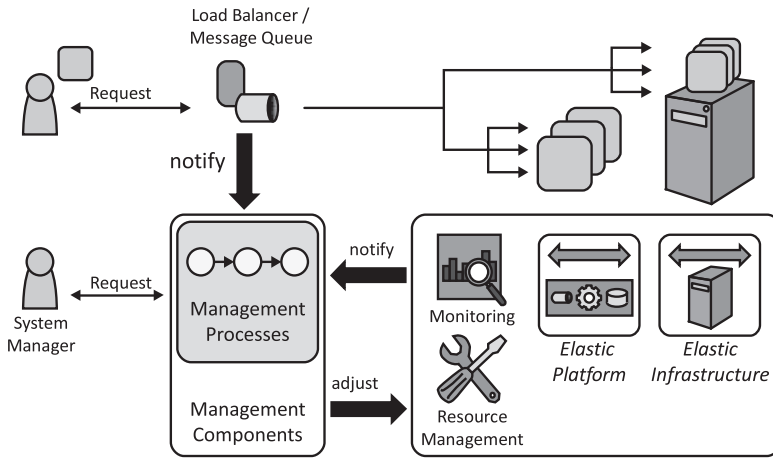 Load Balancer /
Message Queue
Request
notify
Request
System
Manager
Management
Processes
Management
Components
notify
adjust
Monitoring
Resource
Management
Elastic
Platform
Elastic
Infrastructure